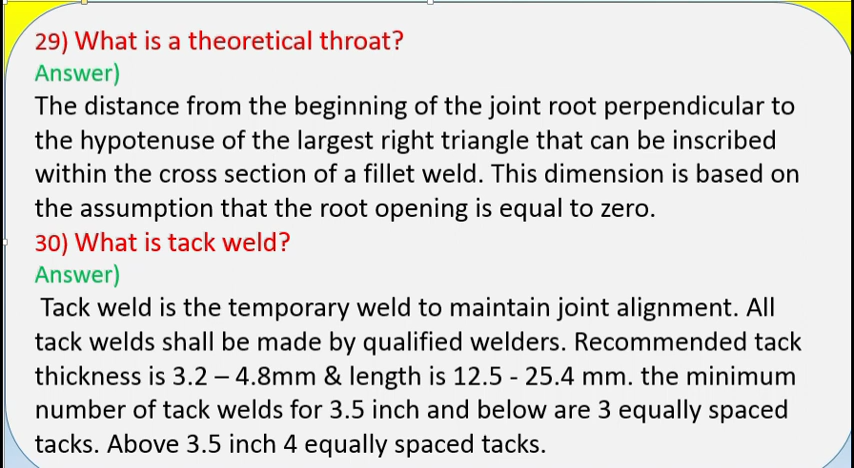 29) What is a theoretical throat?
Answer)
The distance from the beginning of the joint root perpendicular to
the hypotenuse of the largest right triangle that can be inscribed
within the cross section of a fillet weld. This dimension is based on
the assumption that the root opening is equal to zero.
30) What is tack weld?
Answer)
Tack weld is the temporary weld to maintain joint alignment. All
tack welds shall be made by qualified welders. Recommended tack
thickness is 3.2 – 4.8mm & length is 12.5 - 25.4 mm. the minimum
number of tack welds for 3.5 inch and below are 3 equally spaced
tacks. Above 3.5 inch 4 equally spaced tacks.